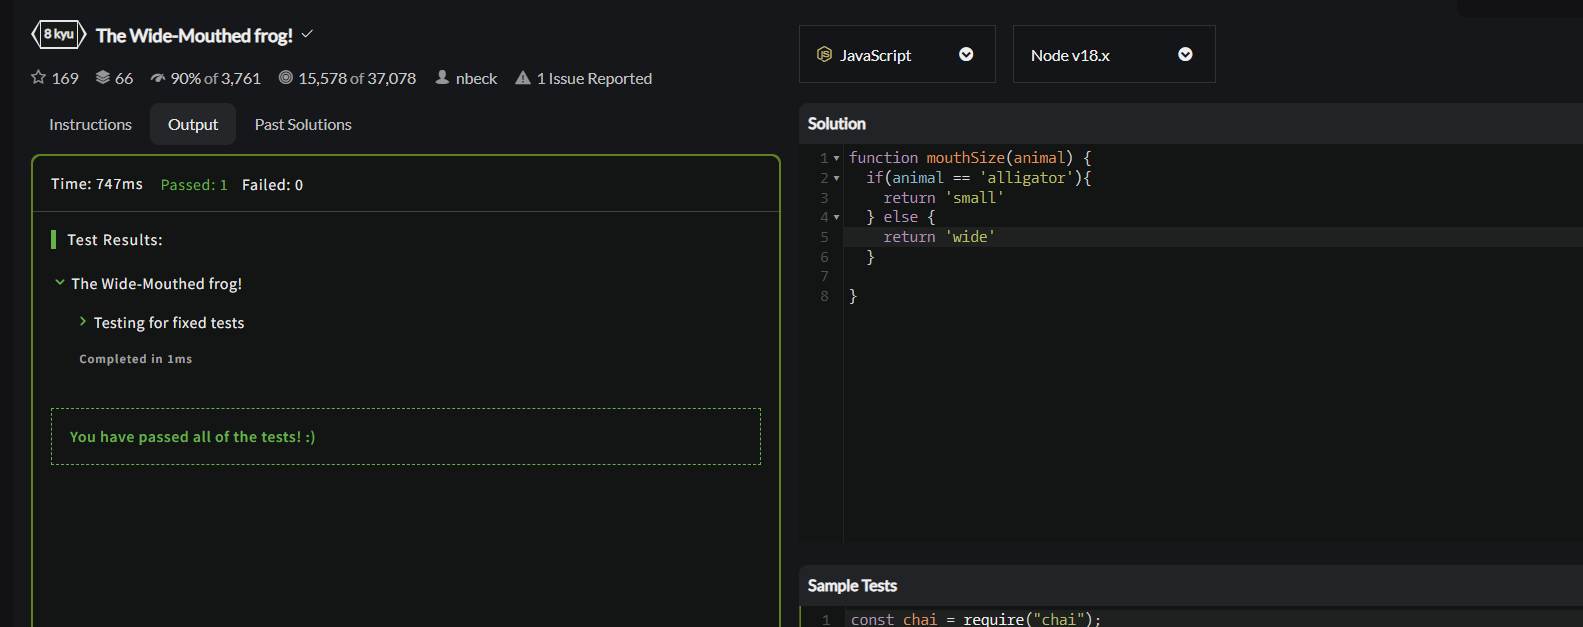 8 kyu The Wide-Mouthed frog!
169 66 90% of 3,761 15,578 of 37,078 nbeck 1 Issue Reported
Instructions Output Past Solutions
Time: 747ms Passed: 1 Failed: 0
Test Results:
The Wide-Mouthed frog!
Testing for fixed tests
Completed in 1ms
You have passed all of the tests! :)
JS JavaScript Node v18.x
Solution
1 function mouthSize(animal) {
2 if(animal == 'alligator'){
3 return 'small'
4 } else {
5 return 'wide'
6 }
7
8 }
Sample Tests
1 const chai = require("chai");